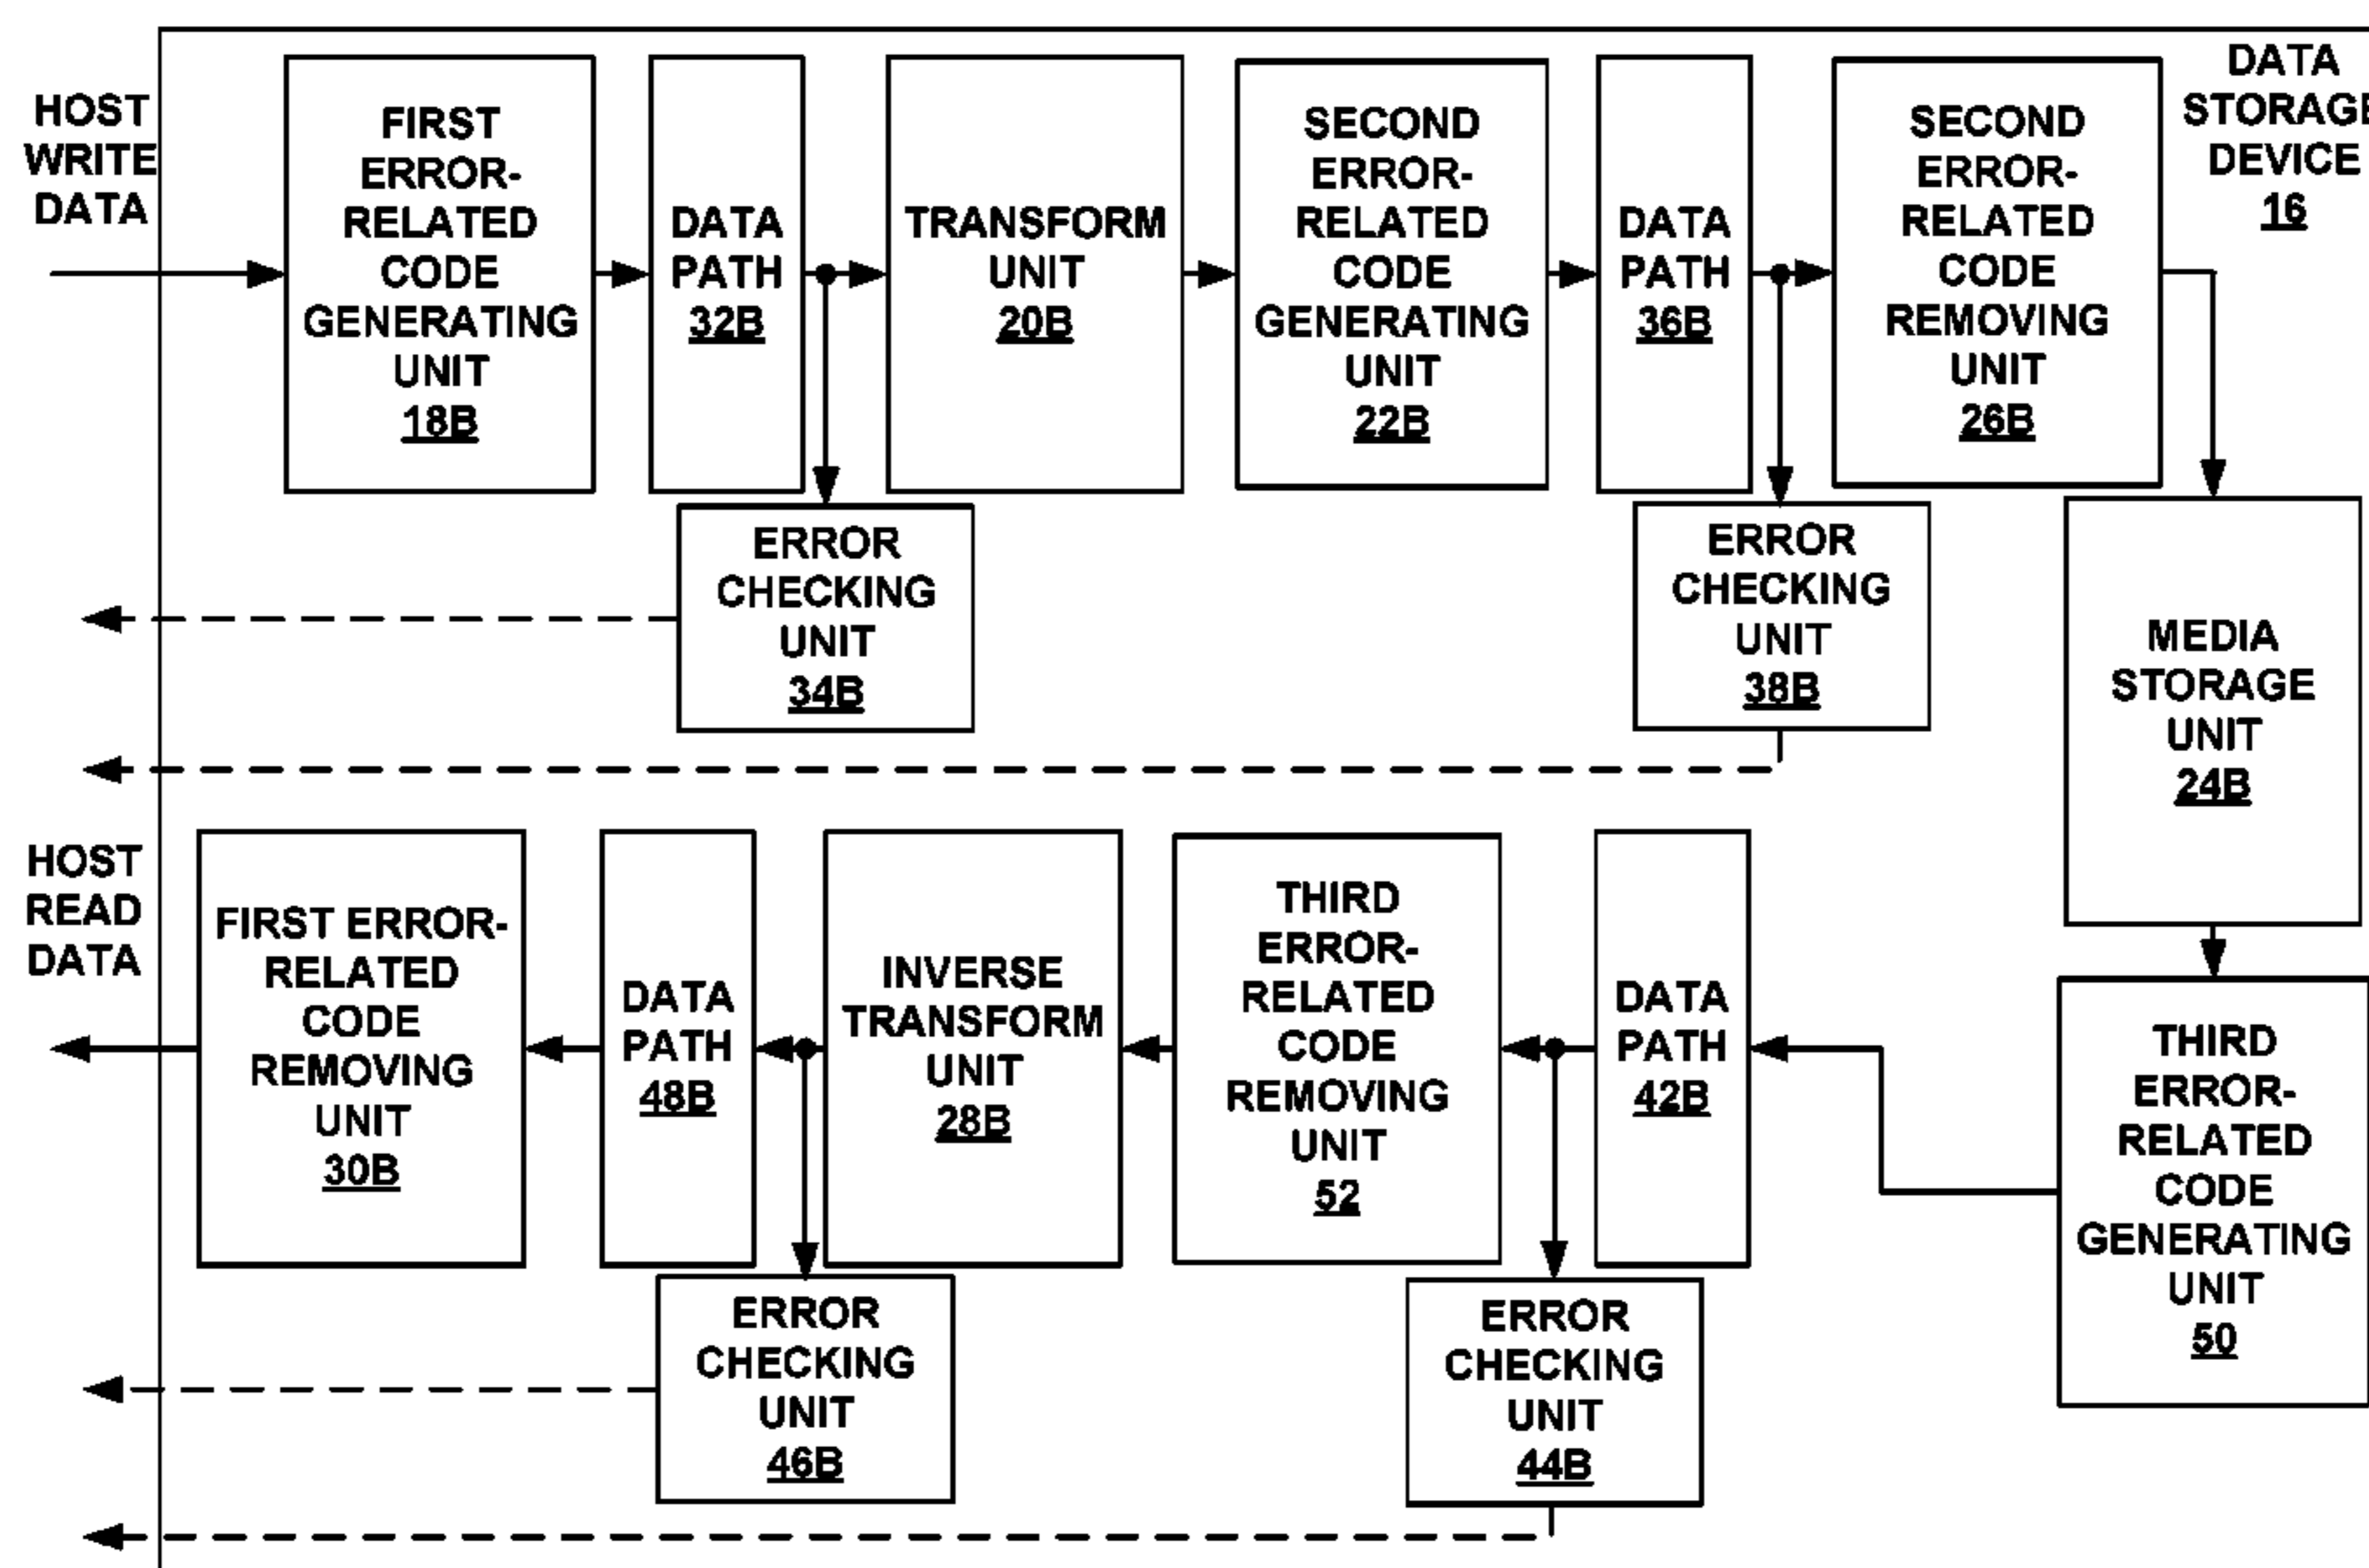 HOST
WRITE
DATA
FIRST
ERROR-
RELATED
CODE
GENERATING
UNIT
18B
DATA
PATH
32B
TRANSFORM
UNIT
20B
SECOND
ERROR-
RELATED
CODE
GENERATING
UNIT
22B
DATA
PATH
36B
SECOND
ERROR-
RELATED
CODE
REMOVING
UNIT
26B
DATA
STORAGE
DEVICE
16
ERROR
CHECKING
UNIT
34B
ERROR
CHECKING
UNIT
38B
MEDIA
STORAGE
UNIT
24B
HOST
READ
DATA
FIRST ERROR-
RELATED
CODE
REMOVING
UNIT
30B
DATA
PATH
48B
INVERSE
TRANSFORM
UNIT
28B
THIRD
ERROR-
RELATED
CODE
REMOVING
UNIT
52
DATA
PATH
42B
THIRD
ERROR-
RELATED
CODE
GENERATING
UNIT
50
ERROR
CHECKING
UNIT
46B
ERROR
CHECKING
UNIT
44B